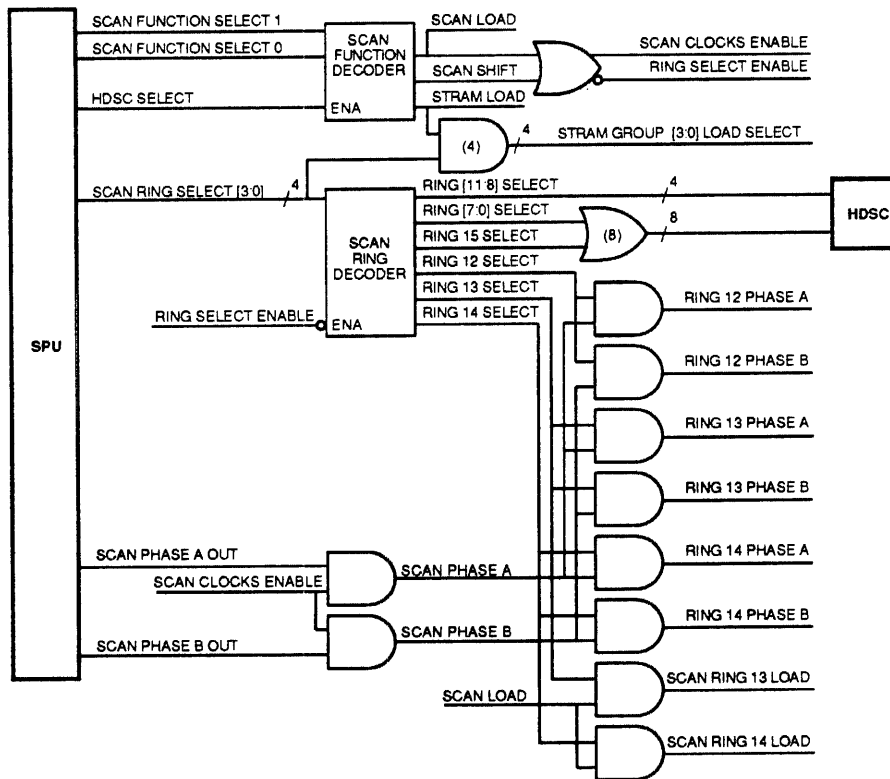 SCAN FUNCTION SELECT 1
SCAN FUNCTION SELECT 0
HDSC SELECT
SCAN FUNCTION DECODER
ENA
SCAN LOAD
SCAN SHIFT
STRAM LOAD
SCAN CLOCKS ENABLE
RING SELECT ENABLE
(4)
4
STRAM GROUP [3:0] LOAD SELECT
SCAN RING SELECT [3:0]
4
SCAN RING DECODER
RING SELECT ENABLE
ENA
RING [11:8] SELECT
4
RING [7:0] SELECT
RING 15 SELECT
(8)
8
HDSC
RING 12 SELECT
RING 13 SELECT
RING 14 SELECT
SPU
RING 12 PHASE A
RING 12 PHASE B
RING 13 PHASE A
RING 13 PHASE B
SCAN PHASE A OUT
SCAN CLOCKS ENABLE
SCAN PHASE A
RING 14 PHASE A
SCAN PHASE B OUT
SCAN PHASE B
RING 14 PHASE B
SCAN LOAD
SCAN RING 13 LOAD
SCAN RING 14 LOAD